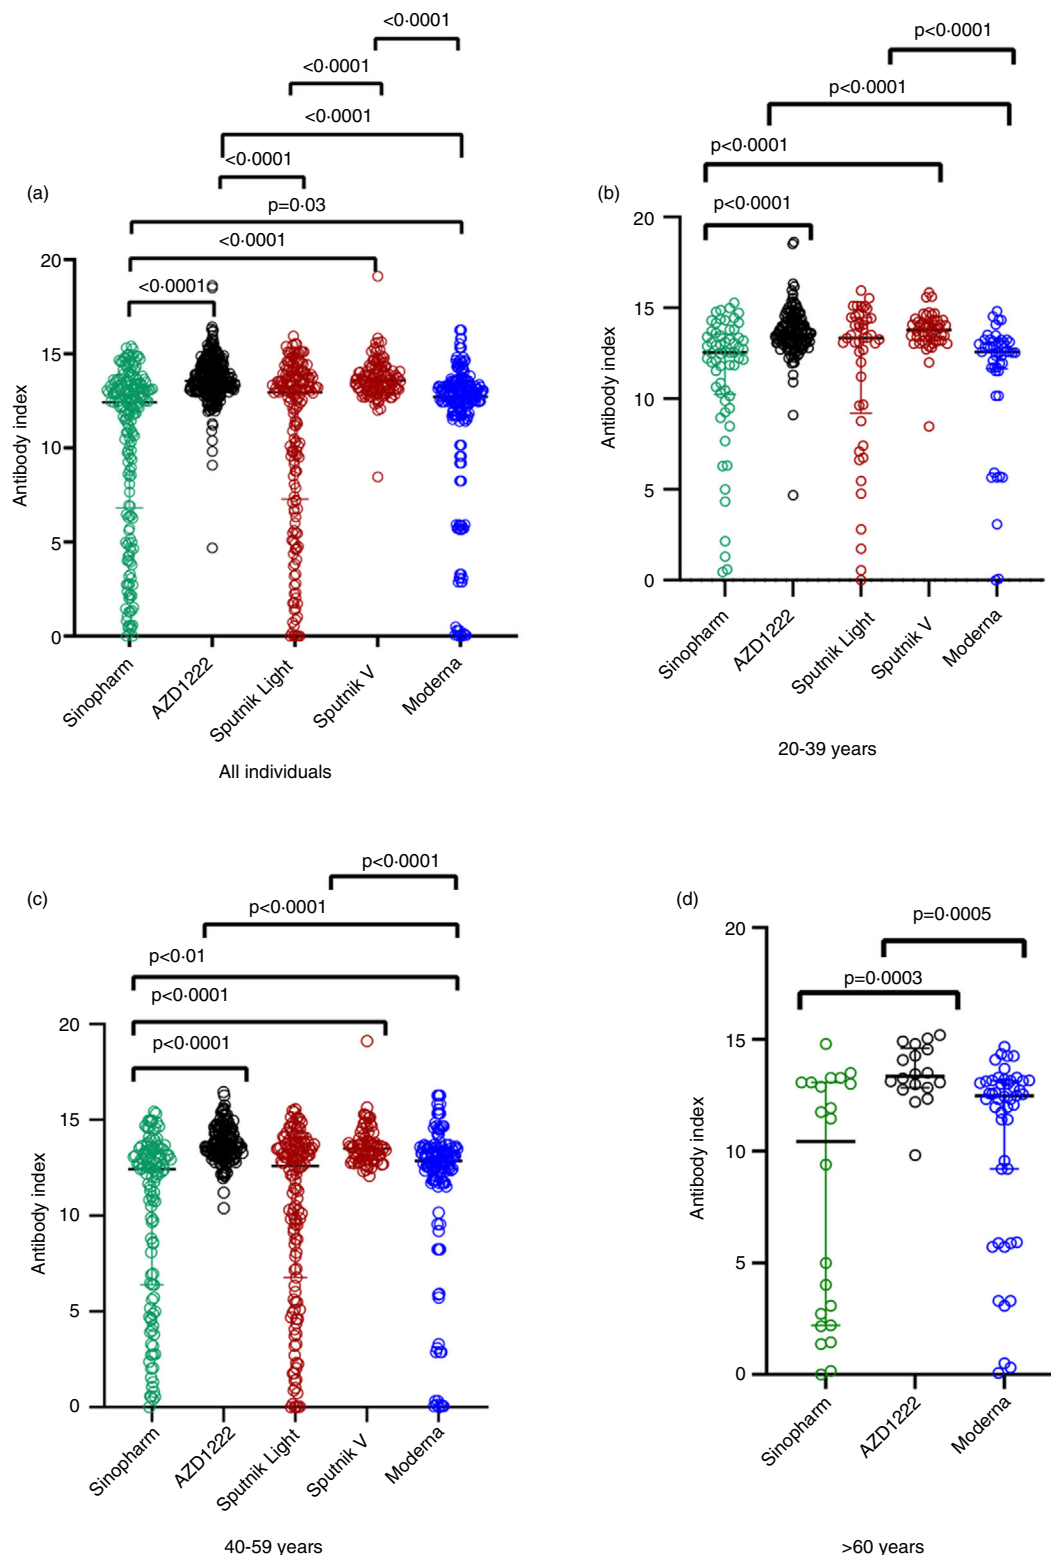 <0·0001
<0·0001
<0·0001
<0·0001
(a)
p=0·03
<0·0001
<0·0001
20
15
10
5
0
Antibody index
Sinopharm
AZD1222
Sputnik Light
Sputnik V
Moderna
All individuals
p<0·0001
p<0·0001
p<0·0001
(b)
p<0·0001
20
15
10
5
0
Antibody index
Sinopharm
AZD1222
Sputnik Light
Sputnik V
Moderna
20-39 years
p<0·0001
(c)
p<0·0001
p<0·01
p<0·0001
p<0·0001
20
15
10
5
0
Antibody index
Sinopharm
AZD1222
Sputnik Light
Sputnik V
Moderna
40-59 years
(d)
p=0·0005
p=0·0003
20
15
10
5
0
Antibody index
Sinopharm
AZD1222
Moderna
>60 years